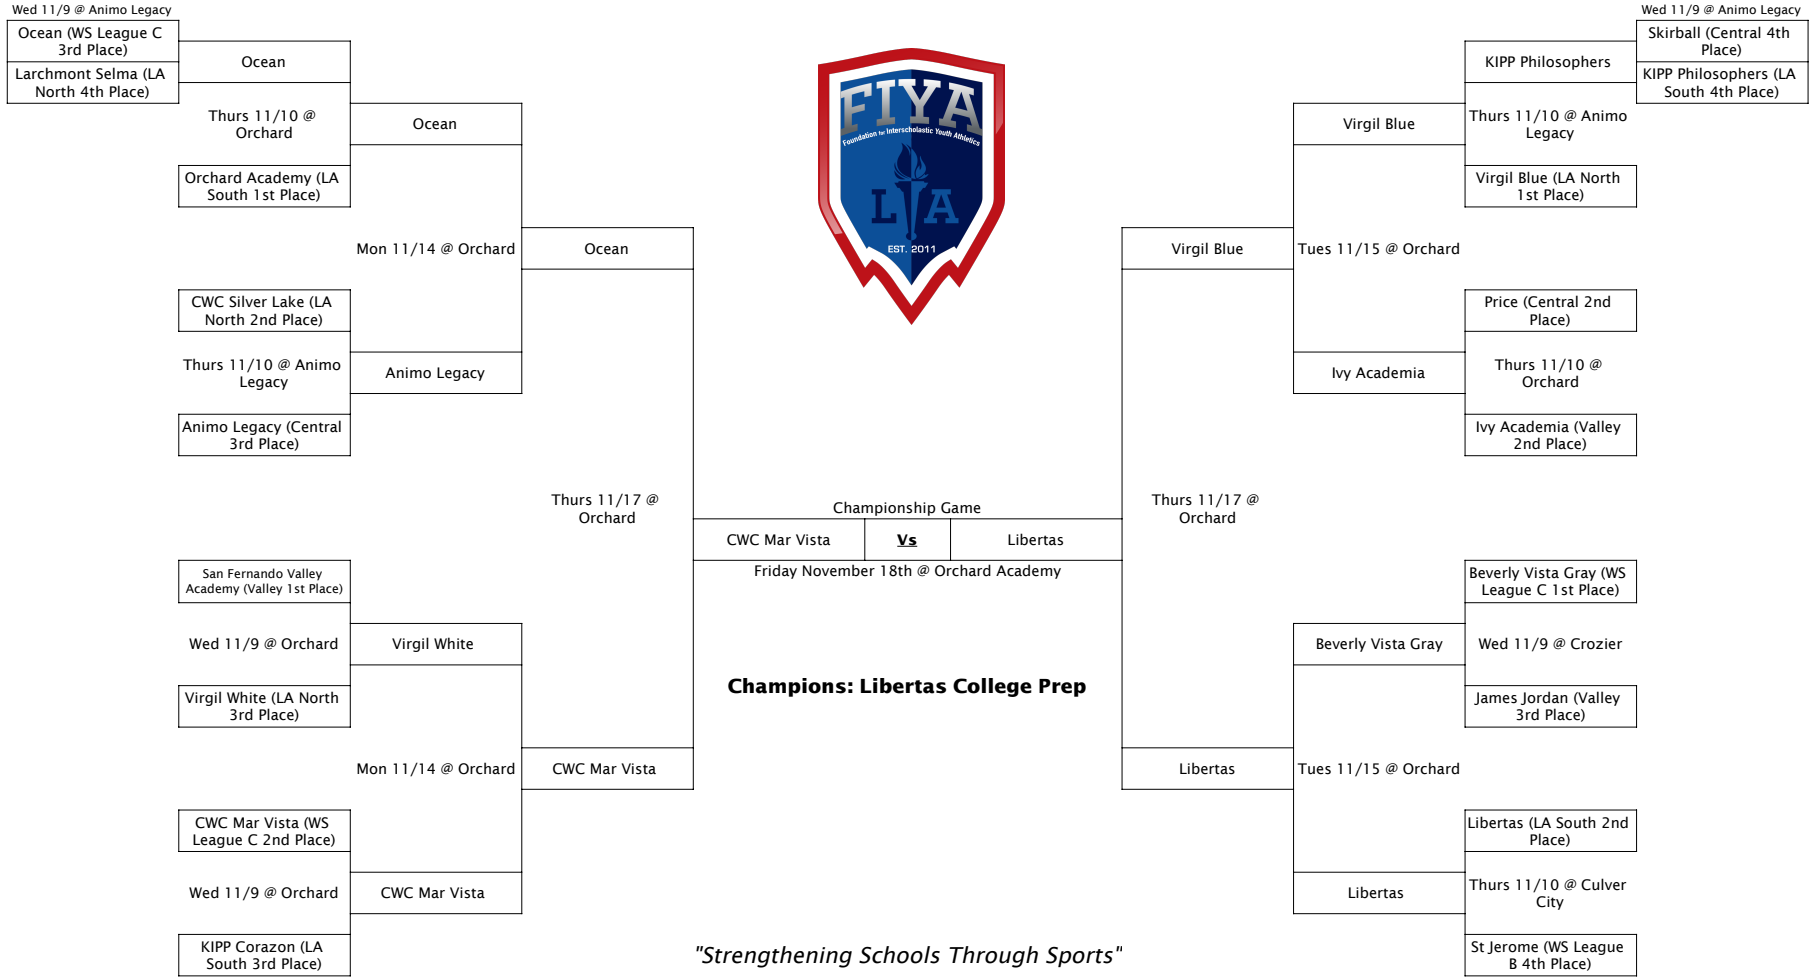 Wed 11/9 @ Animo Legacy
Ocean (WS League C
3rd Place)
Larchmont Selma (LA
North 4th Place)
Ocean
Thurs 11/10 @
Orchard
Orchard Academy (LA
South 1st Place)
Ocean
Mon 11/14 @ Orchard
CWC Silver Lake (LA
North 2nd Place)
Thurs 11/10 @ Animo
Legacy
Animo Legacy (Central
3rd Place)
Animo Legacy
Ocean
Thurs 11/17 @
Orchard
San Fernando Valley
Academy (Valley 1st Place)
Wed 11/9 @ Orchard
Virgil White (LA North
3rd Place)
Virgil White
Mon 11/14 @ Orchard
CWC Mar Vista (WS
League C 2nd Place)
Wed 11/9 @ Orchard
KIPP Corazon (LA
South 3rd Place)
CWC Mar Vista
CWC Mar Vista
FIYA
Foundation for Interscholastic Youth Athletics
LA
EST. 2011
Championship Game
CWC Mar Vista
Vs
Libertas
Friday November 18th @ Orchard Academy
Champions: Libertas College Prep
"Strengthening Schools Through Sports"
Wed 11/9 @ Animo Legacy
Skirball (Central 4th
Place)
KIPP Philosophers (LA
South 4th Place)
KIPP Philosophers
Thurs 11/10 @ Animo
Legacy
Virgil Blue (LA North
1st Place)
Virgil Blue
Tues 11/15 @ Orchard
Price (Central 2nd
Place)
Thurs 11/10 @
Orchard
Ivy Academia (Valley
2nd Place)
Ivy Academia
Virgil Blue
Thurs 11/17 @
Orchard
Beverly Vista Gray (WS
League C 1st Place)
Wed 11/9 @ Crozier
James Jordan (Valley
3rd Place)
Beverly Vista Gray
Tues 11/15 @ Orchard
Libertas (LA South 2nd
Place)
Thurs 11/10 @ Culver
City
St Jerome (WS League
B 4th Place)
Libertas
Libertas